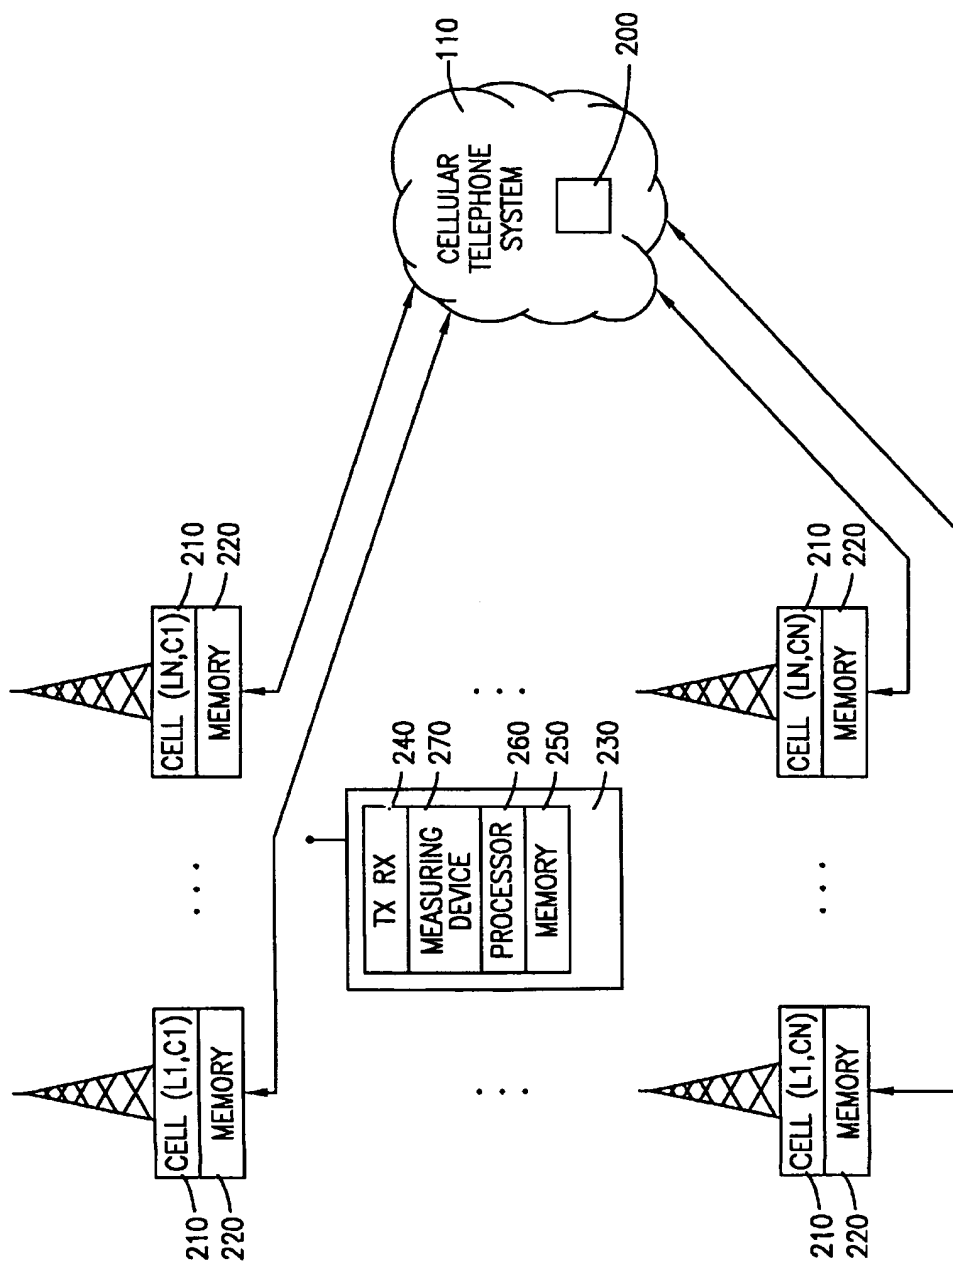 CELL (L1,C1)
MEMORY
210
220
. . .
CELL (LN,C1)
MEMORY
210
220
. . .
TX RX
MEASURING
DEVICE
PROCESSOR
MEMORY
240
270
260
250
230
. . .
CELLULAR
TELEPHONE
SYSTEM
110
200
CELL (L1,CN)
MEMORY
210
220
. . .
CELL (LN,CN)
MEMORY
210
220